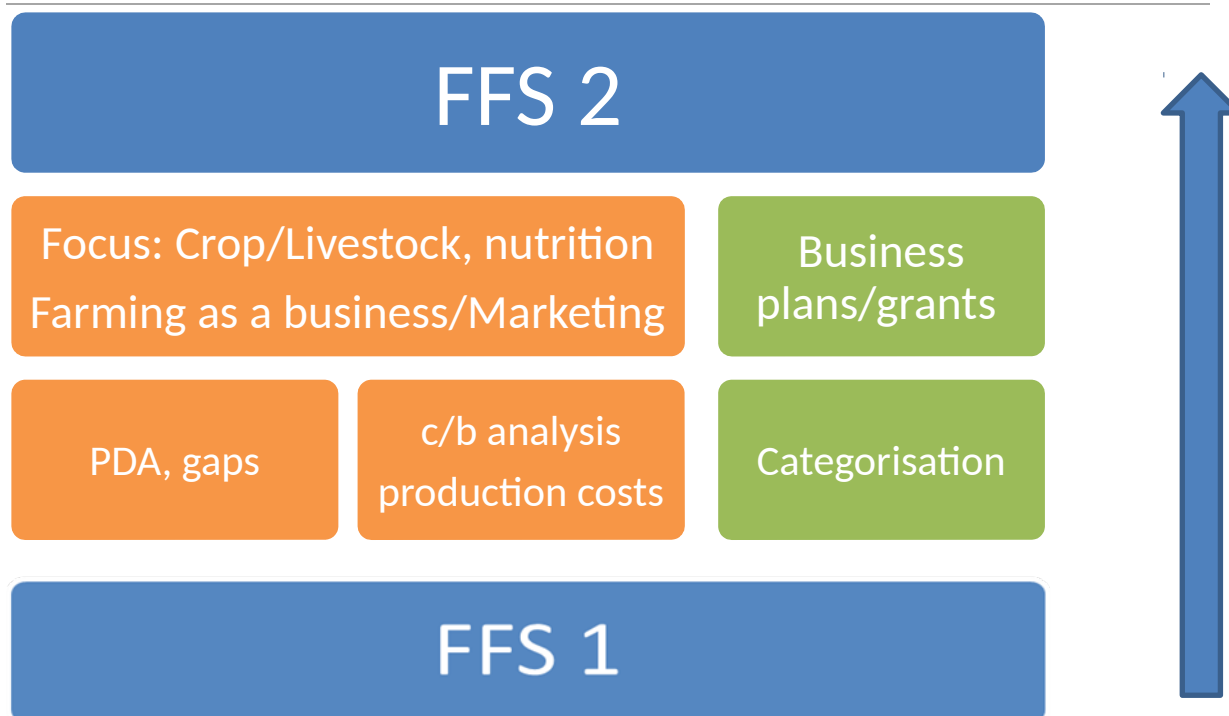 FFS 2
Focus: Crop/Livestock, nutrition
Farming as a business/Marketing
Business
plans/grants
PDA, gaps
c/b analysis
production costs
Categorisation
FFS 1